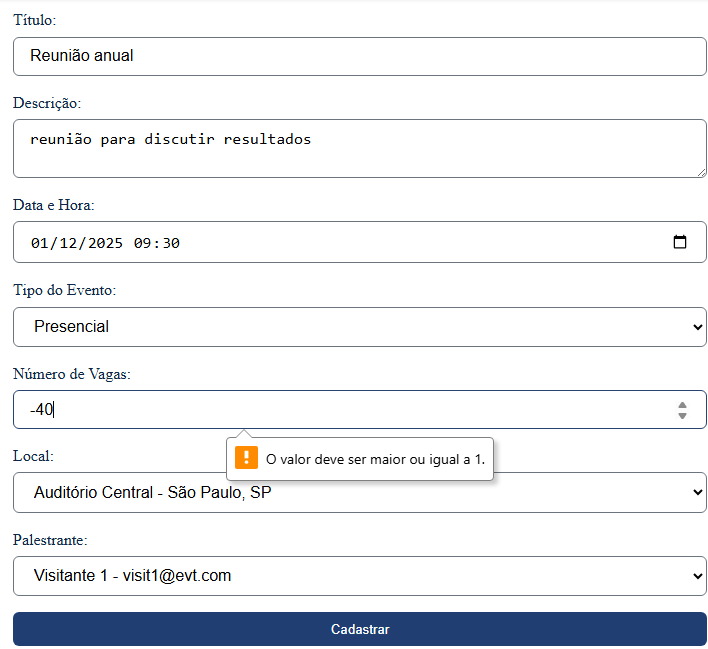 Título:
Reunião anual
Descrição:
reunião para discutir resultados
Data e Hora:
01/12/2025 09:30
Tipo do Evento:
Presencial
Número de Vagas:
-40
O valor deve ser maior ou igual a 1.
Local:
Auditório Central - São Paulo, SP
Palestrante:
Visitante 1 - visit1@evt.com
Cadastrar